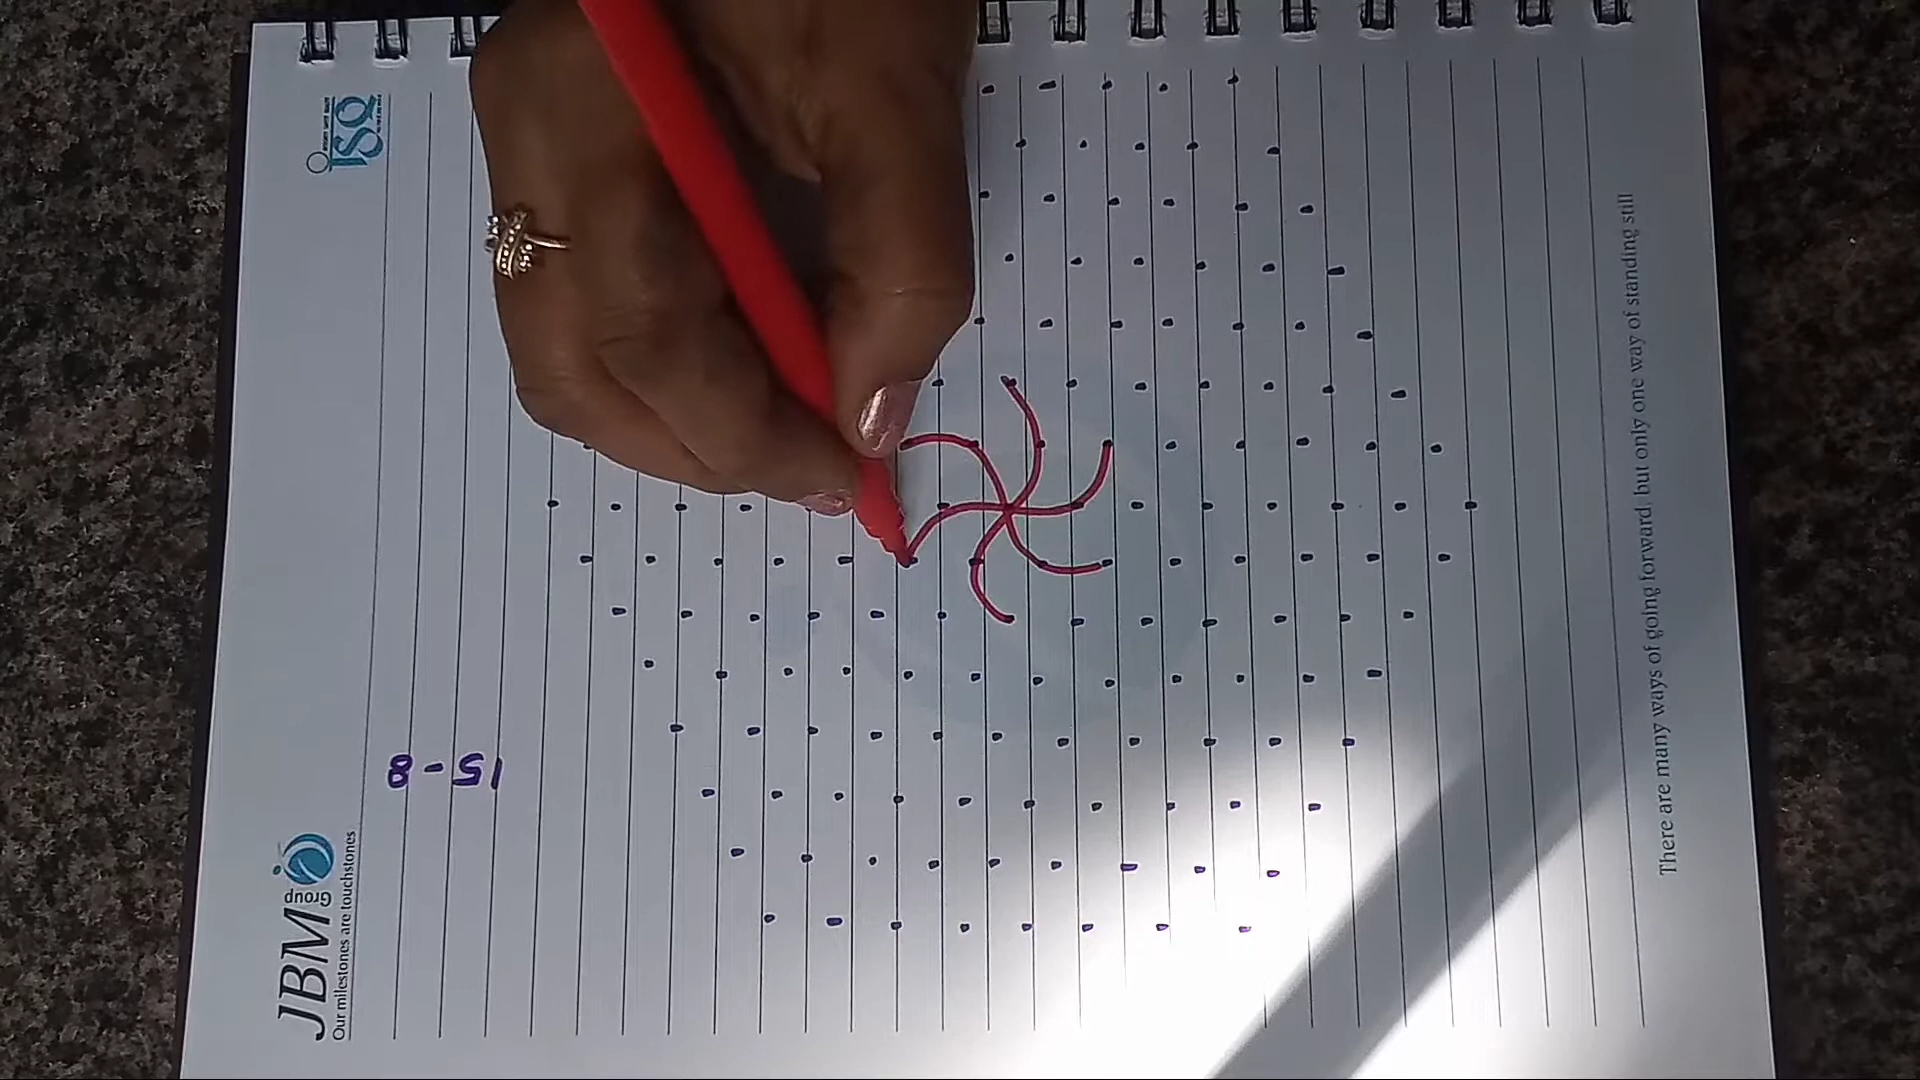 JBM Group
Our milestones are touchstones
15-8
ISQ
There are many ways of going forward, but only one way of standing still